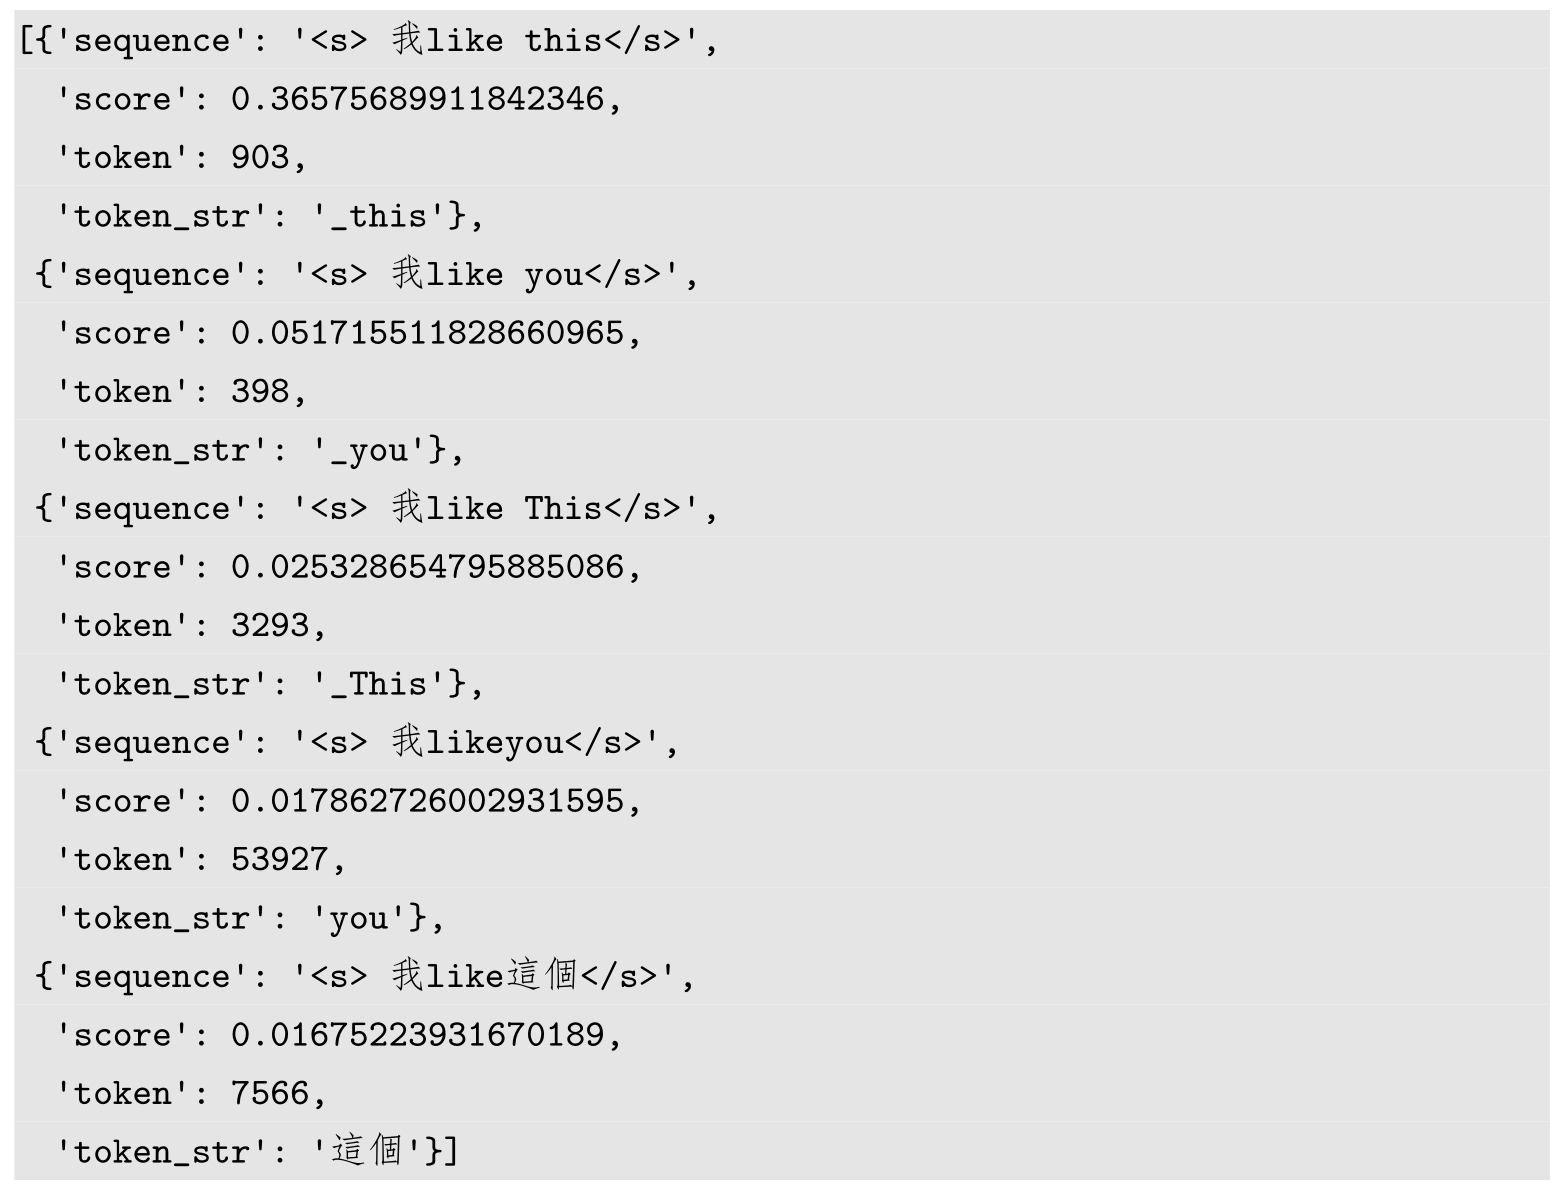 [{'sequence': '<s> 我like this</s>',
'score': 0.36575689911842346,
'token': 903,
'token_str': '_this'},
{'sequence': '<s> 我like you</s>',
'score': 0.051715511828660965,
'token': 398,
'token_str': '_you'},
{'sequence': '<s> 我like This</s>',
'score': 0.025328654795885086,
'token': 3293,
'token_str': '_This'},
{'sequence': '<s> 我likeyou</s>',
'score': 0.017862726002931595,
'token': 53927,
'token_str': 'you'},
{'sequence': '<s> 我like這個</s>',
'score': 0.01675223931670189,
'token': 7566,
'token_str': '這個'}]